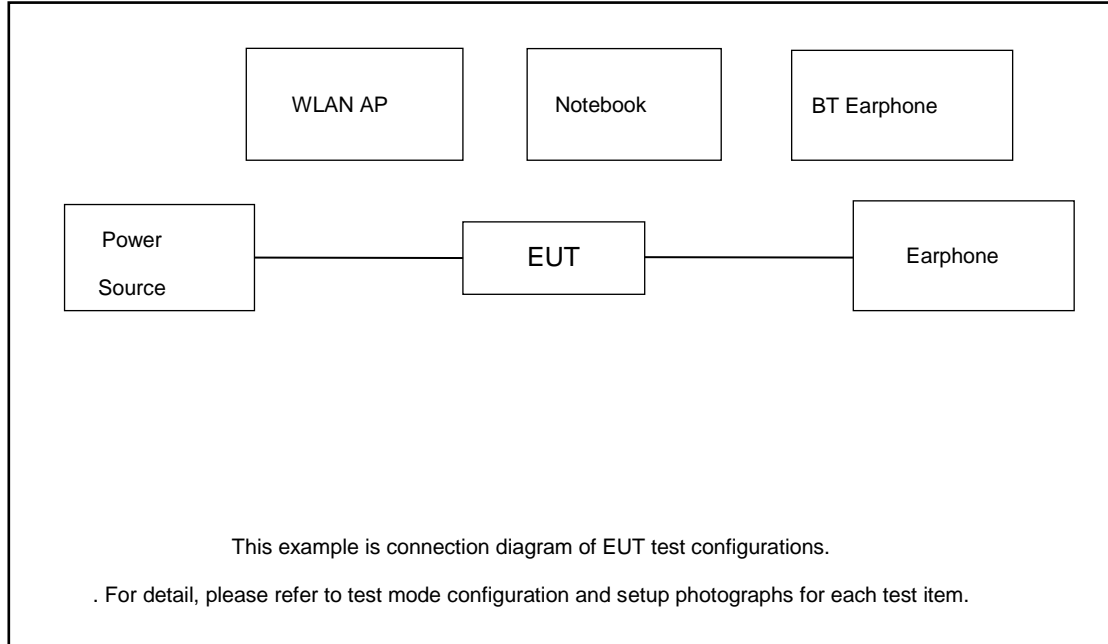 WLAN AP
Notebook
BT Earphone
Power
Source
EUT
Earphone
This example is connection diagram of EUT test configurations.
. For detail, please refer to test mode configuration and setup photographs for each test item.